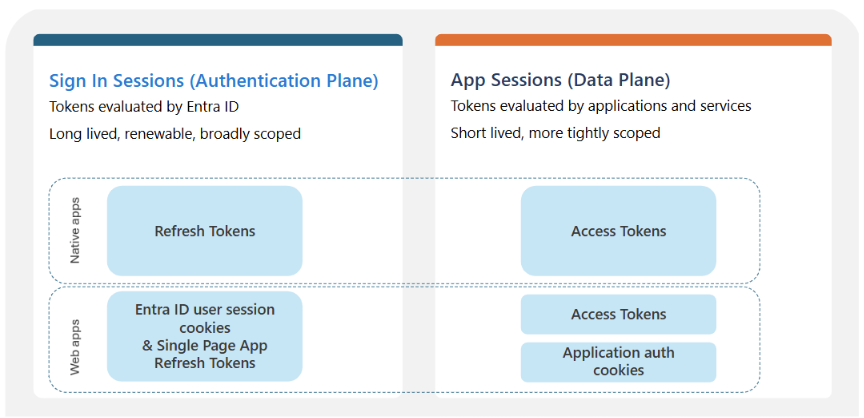 Sign In Sessions (Authentication Plane)
Tokens evaluated by Entra ID
Long lived, renewable, broadly scoped
App Sessions (Data Plane)
Tokens evaluated by applications and services
Short lived, more tightly scoped
Native apps
Refresh Tokens
Access Tokens
Web apps
Entra ID user session
cookies
& Single Page App
Refresh Tokens
Access Tokens
Application auth
cookies